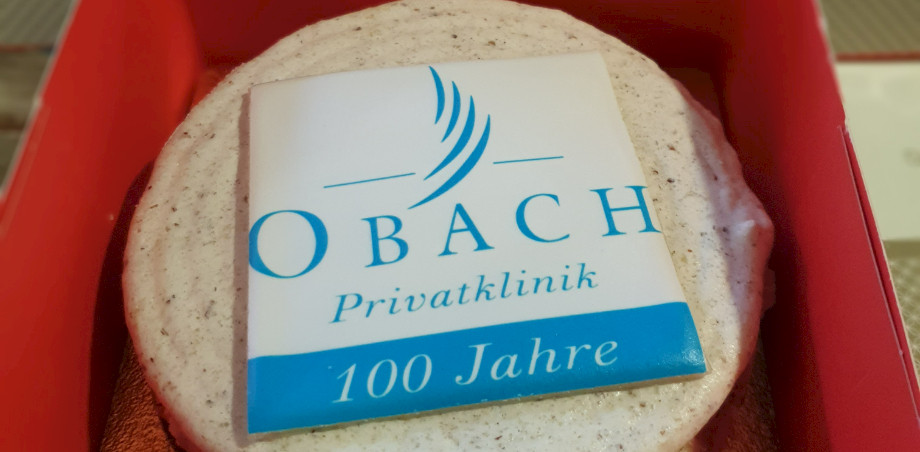 OBACH
Privatklinik
100 Jahre